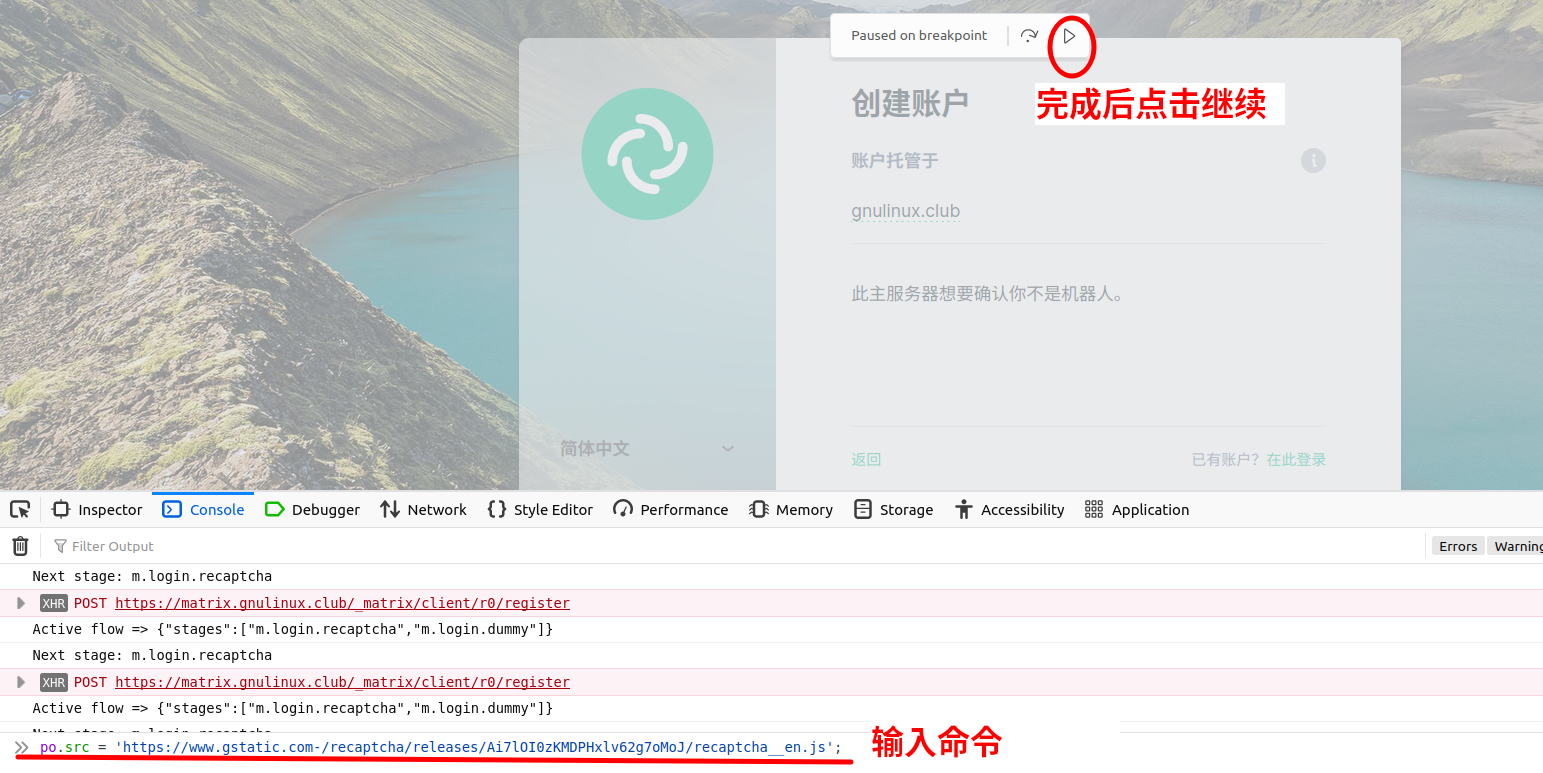 Paused on breakpoint
完成后点击继续
创建账户
账户托管于
gnulinux.club
此主服务器想要确认你不是机器人。
简体中文
返回
已有账户？在此登录
Inspector Console Debugger Network Style Editor Performance Memory Storage Accessibility Application
Filter Output
Errors Warning
Next stage: m.login.recaptcha
XHR POST https://matrix.gnulinux.club/_matrix/client/r0/register
Active flow => {"stages":["m.login.recaptcha","m.login.dummy"]}
Next stage: m.login.recaptcha
XHR POST https://matrix.gnulinux.club/_matrix/client/r0/register
Active flow => {"stages":["m.login.recaptcha","m.login.dummy"]}
po.src = 'https://www.gstatic.com-/recaptcha/releases/Ai7lOI0zKMDPHxlv62g7oMoJ/recaptcha__en.js';
输入命令